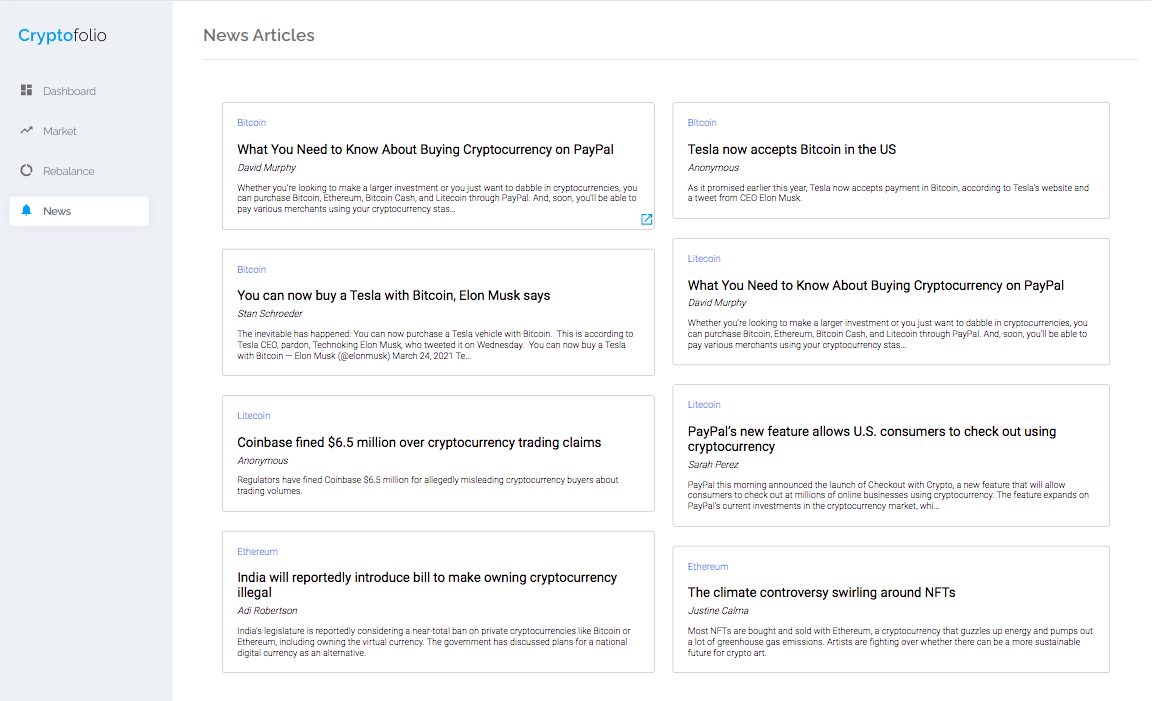 Cryptofolio
Dashboard
Market
Rebalance
News
News Articles
Bitcoin
What You Need to Know About Buying Cryptocurrency on PayPal
David Murphy
Whether you're looking to make a larger investment or you just want to dabble in cryptocurrencies, you
can purchase Bitcoin, Ethereum, Bitcoin Cash, and Litecoin through PayPal. And, soon, you'll be able to
pay various merchants using your cryptocurrency stas...
Bitcoin
You can now buy a Tesla with Bitcoin, Elon Musk says
Stan Schroeder
The inevitable has happened: You can now purchase a Tesla vehicle with Bitcoin.  This is according to
Tesla CEO, pardon, Technoking Elon Musk, who tweeted it on Wednesday.  You can now buy a Tesla
with Bitcoin — Elon Musk (@elonmusk) March 24, 2021 Te...
Litecoin
Coinbase fined $6.5 million over cryptocurrency trading claims
Anonymous
Regulators have fined Coinbase $6.5 million for allegedly misleading cryptocurrency buyers about
trading volumes.
Ethereum
India will reportedly introduce bill to make owning cryptocurrency
illegal
Adi Robertson
India's legislature is reportedly considering a near-total ban on private cryptocurrencies like Bitcoin or
Ethereum, including owning the virtual currency. The government has discussed plans for a national
digital currency as an alternative.
Bitcoin
Tesla now accepts Bitcoin in the US
Anonymous
As it promised earlier this year, Tesla now accepts payment in Bitcoin, according to Tesla's website and
a tweet from CEO Elon Musk.
Litecoin
What You Need to Know About Buying Cryptocurrency on PayPal
David Murphy
Whether you're looking to make a larger investment or you just want to dabble in cryptocurrencies, you
can purchase Bitcoin, Ethereum, Bitcoin Cash, and Litecoin through PayPal. And, soon, you'll be able to
pay various merchants using your cryptocurrency stas...
Litecoin
PayPal's new feature allows U.S. consumers to check out using
cryptocurrency
Sarah Perez
PayPal this morning announced the launch of Checkout with Crypto, a new feature that will allow
consumers to check out at millions of online businesses using cryptocurrency. The feature expands on
PayPal's current investments in the cryptocurrency market, whi...
Ethereum
The climate controversy swirling around NFTs
Justine Calma
Most NFTs are bought and sold with Ethereum, a cryptocurrency that guzzles up energy and pumps out
a lot of greenhouse gas emissions. Artists are fighting over whether there can be a more sustainable
future for crypto art.